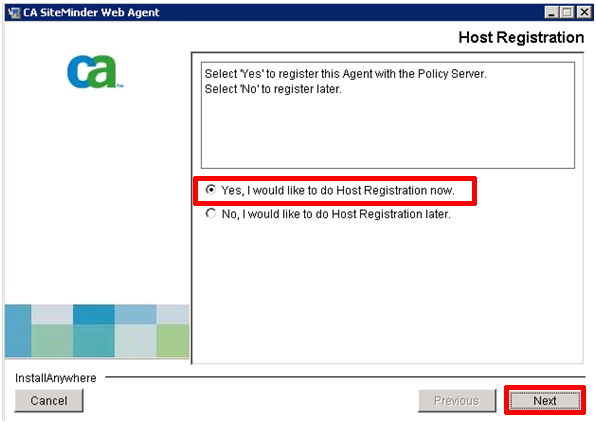 CA SiteMinder Web Agent
Host Registration
ca™
Select 'Yes' to register this Agent with the Policy Server.
Select 'No' to register later.
Yes, I would like to do Host Registration now.
No, I would like to do Host Registration later.
InstallAnywhere
Cancel
Previous
Next